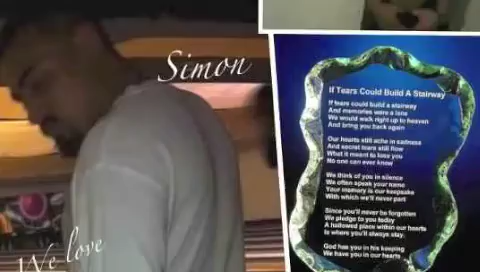 Simon
We love
If Tears Could Build A Stairway
If tears could build a stairway
And memories were a lane
We would walk right up to heaven
And bring you back again
Our hearts still ache in sadness
And secret tears still flow
What it meant to lose you
No one can ever know
We think of you in silence
We often speak your name
Your memory is our keepsake
With which we'll never part
Since you'll never be forgotten
We pledge to you today
A hallowed place within our hearts
Is where you'll always stay.
God has you in his keeping
We have you in our hearts